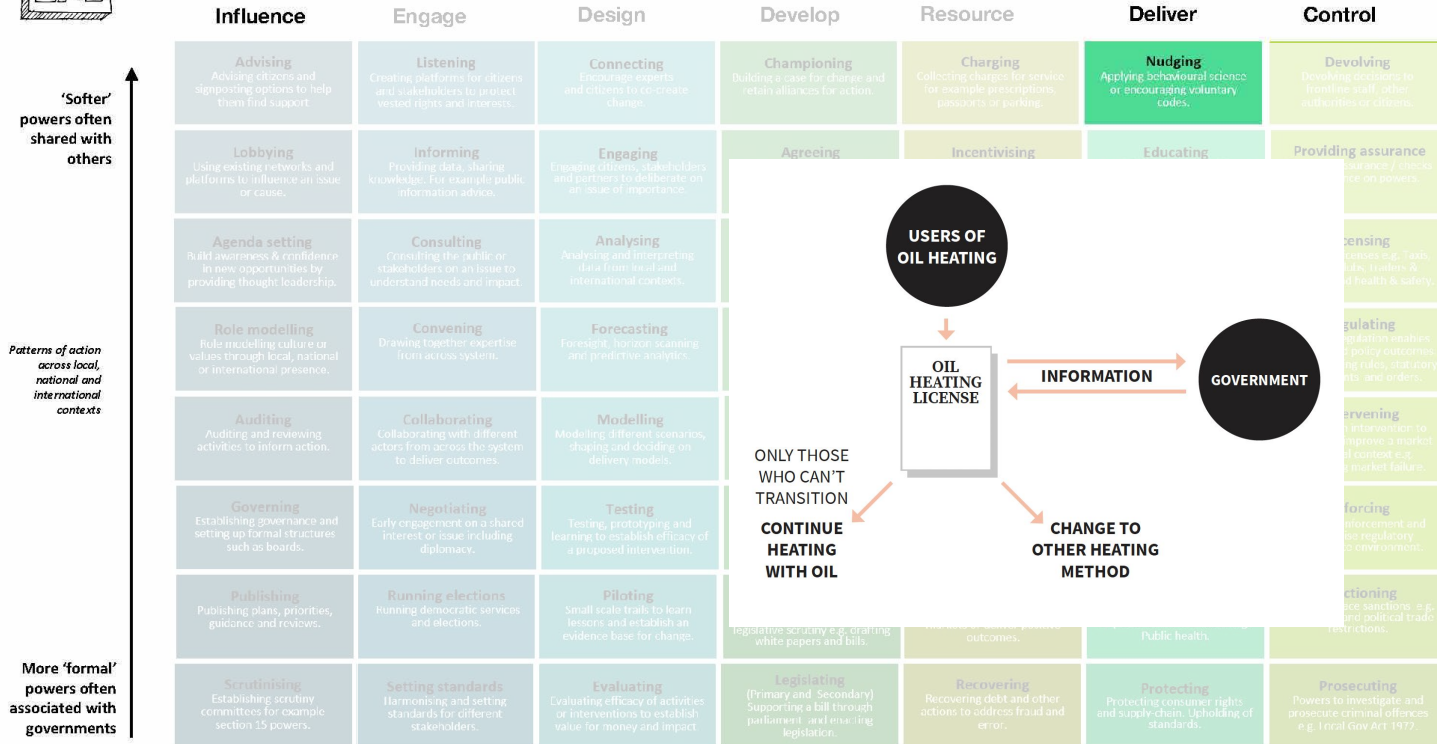 Influence
Engage
Design
Develop
Resource
Deliver
Control
'Softer'
powers often
shared with
others
Patterns of action
across local,
national and
international
contexts
More 'formal'
powers often
associated with
governments
Advising
Advising citizens and
signposting options to help
them find support
Listening
Creating platforms for citizens
and stakeholders to protect
vested rights and interests.
Connecting
Encourage experts
and citizens to co-create
change.
Championing
Building a case for change and
retain alliances for action.
Charging
Collecting charges for service
for example prescriptions,
passports or parking.
Nudging
Applying behavioural science
or encouraging voluntary
codes.
Devolving
Devolving decisions to
frontline staff, other
authorities or citizens.
Lobbying
Using existing networks and
platforms to influence an issue
or cause.
Informing
Providing data, sharing
knowledge. For example public
information advice.
Engaging
Engaging citizens, stakeholders
and partners to deliberate on
an issue of importance.
Agreeing
Incentivising
Educating
Providing assurance
on powers.
Agenda setting
Build awareness & confidence
in new opportunities by
providing thought leadership.
Consulting
Consulting the public or
stakeholders on an issue to
understand needs and impact.
Analysing
Analysing and interpreting
data from local and
international contexts.
Role modelling
Role modelling culture or
values through local, national
or international presence.
Convening
Drawing together expertise
from across system.
Forecasting
Foresight, horizon scanning
and predictive analytics.
Auditing
Auditing and reviewing
activities to inform action.
Collaborating
Collaborating with different
actors from across the system
to deliver outcomes.
Modelling
Modelling different scenarios,
shaping and deciding on
delivery models.
Governing
Establishing governance and
setting up formal structures
such as boards.
Negotiating
Early engagement on a shared
interest or issue including
diplomacy.
Testing
Testing, prototyping and
learning to establish efficacy of
a proposed intervention.
Publishing
Publishing plans, priorities,
guidance and reviews.
Running elections
Running democratic services
and elections.
Piloting
Small scale trails to learn
lessons and establish an
evidence base for change.
legislative scrutiny e.g. drafting
white papers and bills.
outcomes.
Public health.
Scrutinising
Establishing scrutiny
committees for example
section 15 powers.
Setting standards
Harmonising and setting
standards for different
stakeholders.
Evaluating
Evaluating efficacy of activities
or interventions to establish
value for money and impact
Legislating
(Primary and Secondary)
Supporting a bill through
parliament and enacting
legislation.
Recovering
Recovering debt and other
actions to address fraud and
error.
Protecting
Protecting consumer rights
and supply-chain. Upholding of
standards.
Prosecuting
Powers to investigate and
prosecute criminal offences
e.g. Local Gov Act 1972.
USERS OF
OIL HEATING
OIL
HEATING
LICENSE
INFORMATION
GOVERNMENT
ONLY THOSE
WHO CAN'T
TRANSITION
CONTINUE
HEATING
WITH OIL
CHANGE TO
OTHER HEATING
METHOD